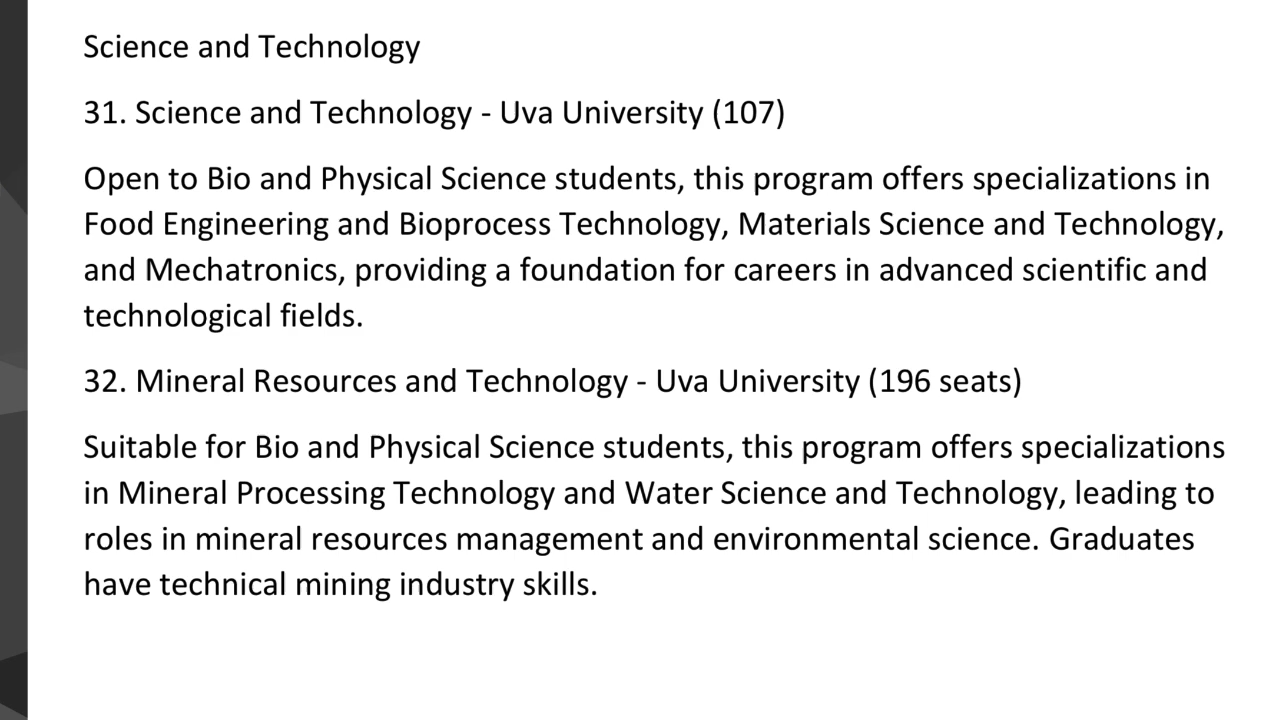 Science and Technology
31. Science and Technology - Uva University (107)
Open to Bio and Physical Science students, this program offers specializations in
Food Engineering and Bioprocess Technology, Materials Science and Technology,
and Mechatronics, providing a foundation for careers in advanced scientific and
technological fields.
32. Mineral Resources and Technology - Uva University (196 seats)
Suitable for Bio and Physical Science students, this program offers specializations
in Mineral Processing Technology and Water Science and Technology, leading to
roles in mineral resources management and environmental science. Graduates
have technical mining industry skills.